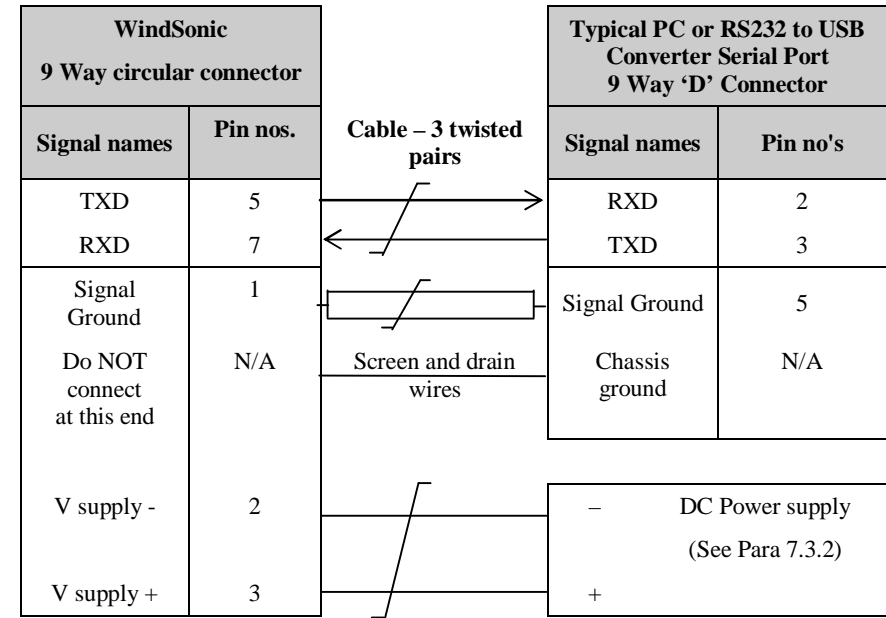 WindSonic
9 Way circular connector
Typical PC or RS232 to USB
Converter Serial Port
9 Way ‘D’ Connector
Signal names
Pin nos.
Cable – 3 twisted
pairs
Signal names
Pin no's
TXD
5
RXD
2
RXD
7
TXD
3
Signal
Ground
1
Signal Ground
5
Do NOT
connect
at this end
N/A
Screen and drain
wires
Chassis
ground
N/A
V supply -
2
– DC Power supply
(See Para 7.3.2)
V supply +
3
+